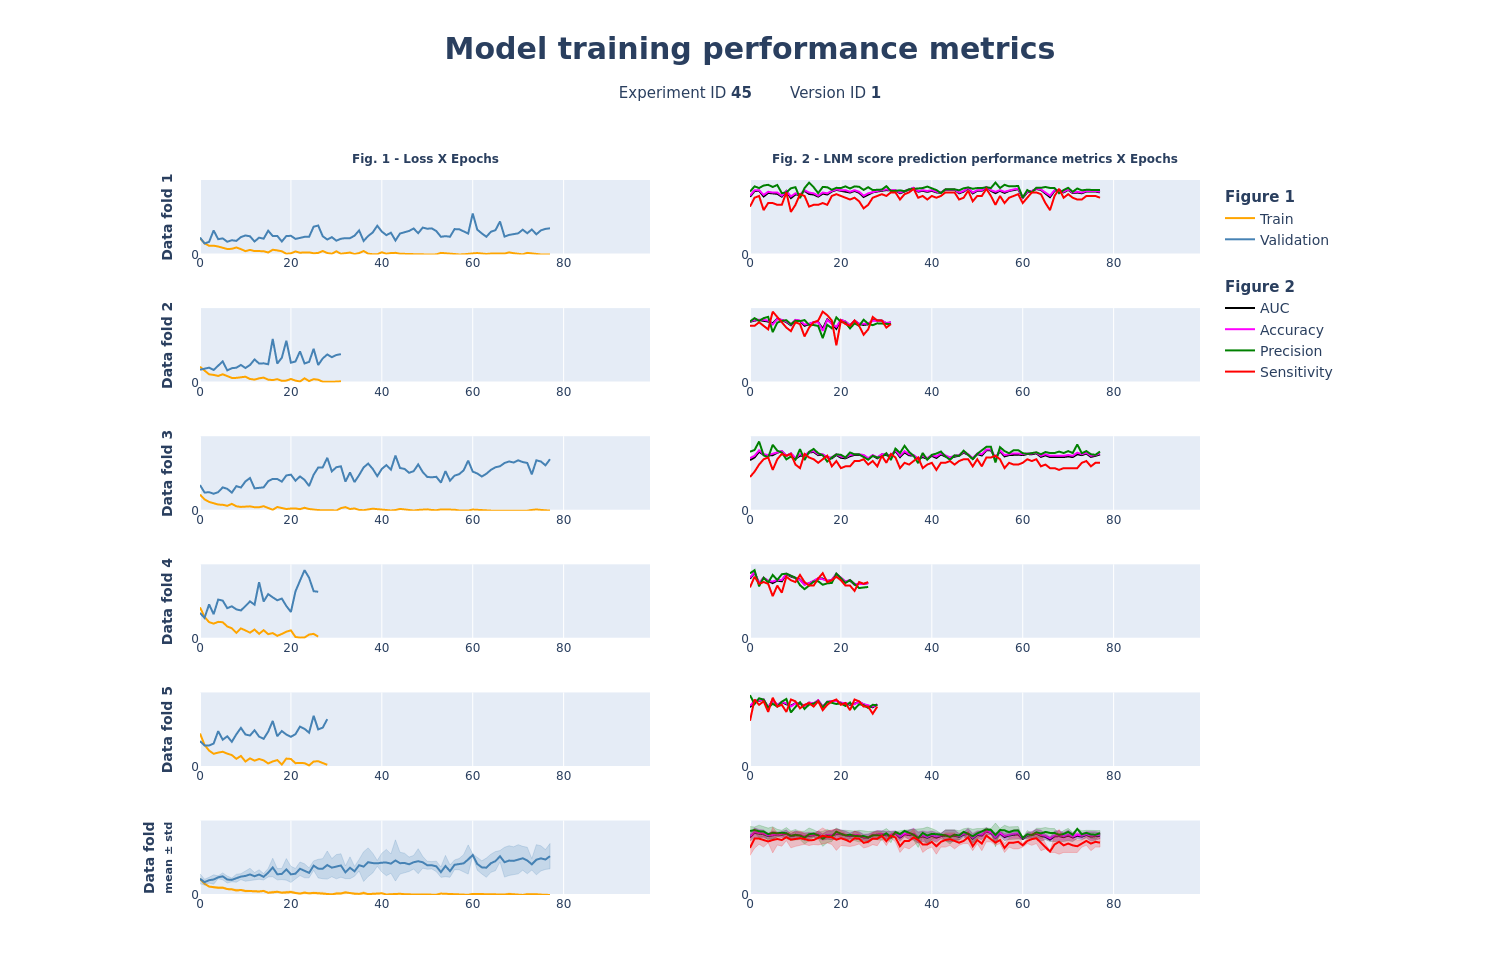 Model training performance metrics
Experiment ID 45 Version ID 1
Fig. 1 - Loss X Epochs
Fig. 2 - LNM score prediction performance metrics X Epochs
Data fold 1
0
0 20 40 60 80
0
0 20 40 60 80
Data fold 2
0
0 20 40 60 80
0
0 20 40 60 80
Data fold 3
0
0 20 40 60 80
0
0 20 40 60 80
Data fold 4
0
0 20 40 60 80
0
0 20 40 60 80
Data fold 5
0
0 20 40 60 80
0
0 20 40 60 80
Data fold
mean ± std
0
0 20 40 60 80
0
0 20 40 60 80
Figure 1
Train
Validation
Figure 2
AUC
Accuracy
Precision
Sensitivity